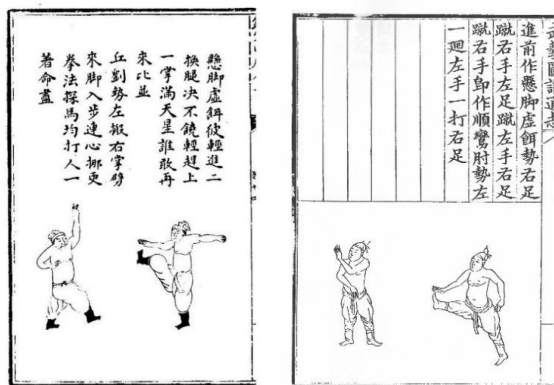 懸脚虛餌彼輕進二
換腿决不饒輕趕上
一掌滿天星誰敢再
來比並
丘劉勢左搬右掌劈
來脚入步連心挪更
拳法探馬均打人一
著命盡
武藝圖譜通志
進前作懸脚虛餌勢右足
蹴右手左足蹴左手右足
蹴右手卽作順鸞肘勢左
一廻左手一打右足